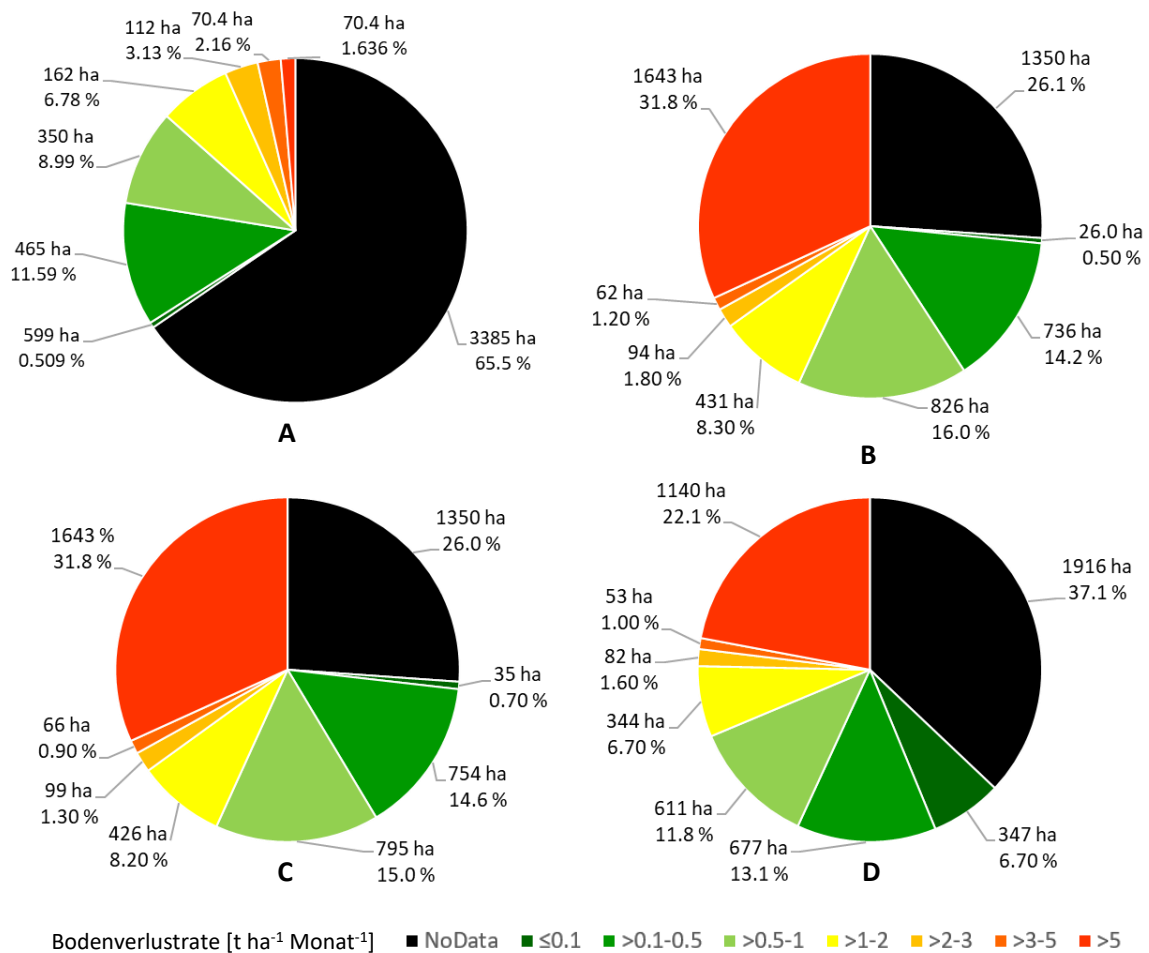 112 ha
3.13 %
70.4 ha
2.16 %
70.4 ha
1.636 %
162 ha
6.78 %
350 ha
8.99 %
465 ha
11.59 %
599 ha
0.509 %
3385 ha
65.5 %
A
1643 ha
31.8 %
1350 ha
26.1 %
26.0 ha
0.50 %
62 ha
1.20 %
94 ha
1.80 %
736 ha
14.2 %
431 ha
8.30 %
826 ha
16.0 %
B
1643 %
31.8 %
1350 ha
26.0 %
35 ha
0.70 %
66 ha
0.90 %
99 ha
1.30 %
754 ha
14.6 %
426 ha
8.20 %
795 ha
15.0 %
C
1140 ha
22.1 %
1916 ha
37.1 %
53 ha
1.00 %
82 ha
1.60 %
344 ha
6.70 %
611 ha
11.8 %
677 ha
13.1 %
347 ha
6.70 %
D
Bodenverlustrate [t ha⁻¹ Monat⁻¹] NoData ≤0.1 >0.1-0.5 >0.5-1 >1-2 >2-3 >3-5 >5